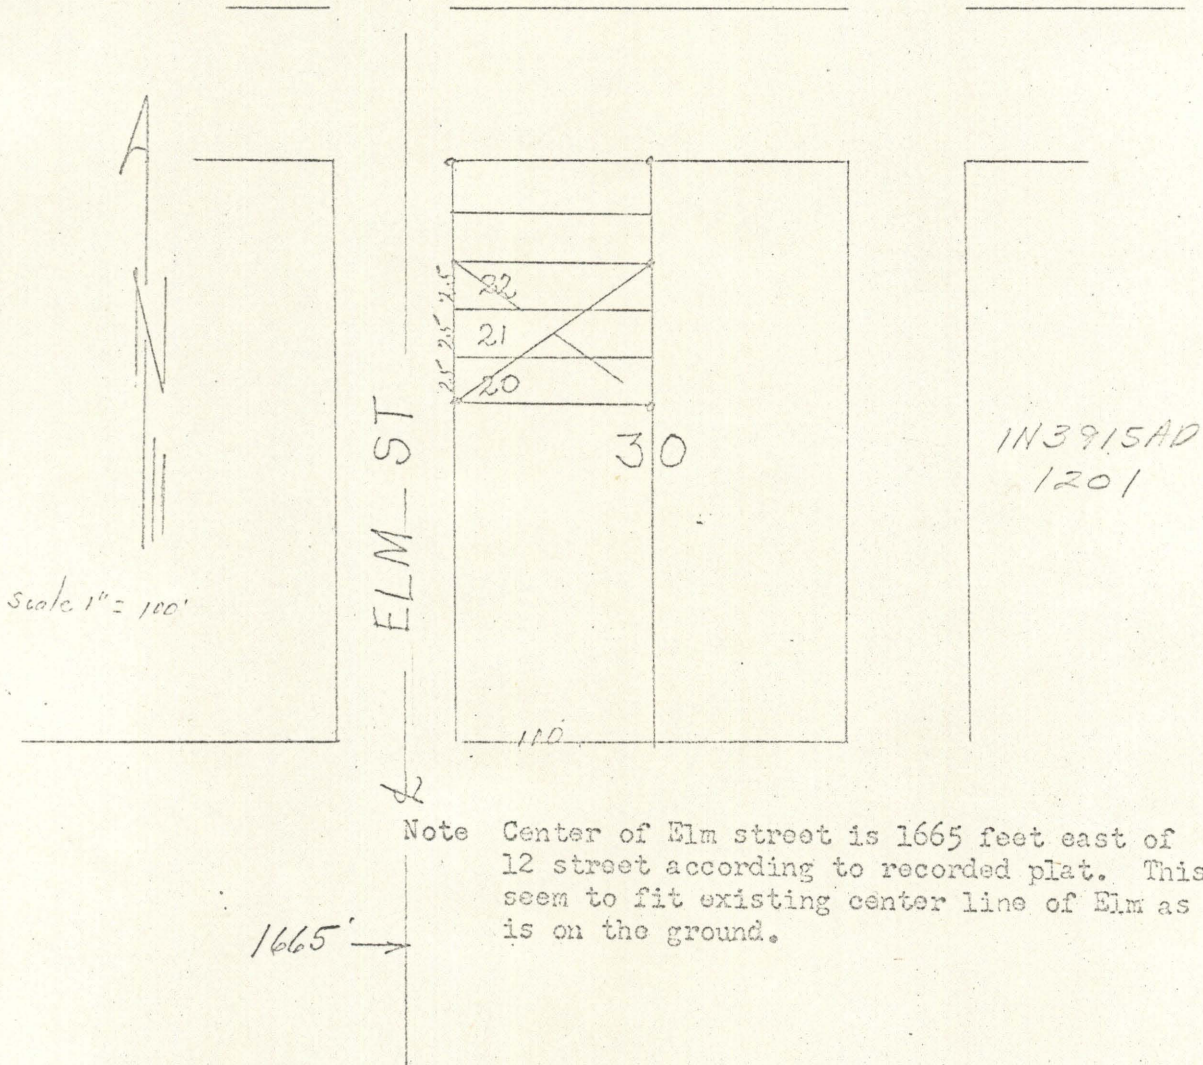 N
25
22
25
21
25
20
30
ELM ST
1N3915AD
1201
Scale 1" = 100'
100
Note Center of Elm street is 1665 feet east of
12 street according to recorded plat. This
seem to fit existing center line of Elm as
is on the ground.
1665'